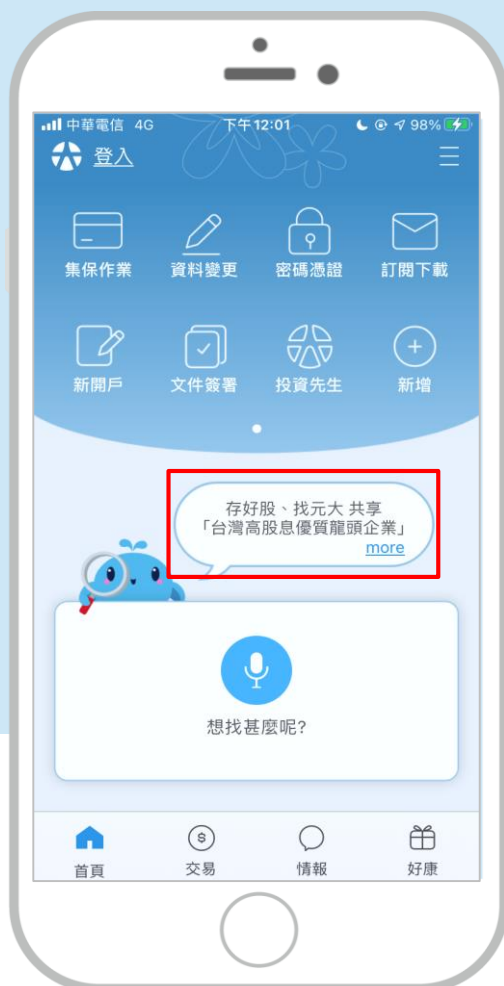 中華電信 4G 下午12:01 98%
登入
集保作業 資料變更 密碼憑證 訂閱下載
新開戶 文件簽署 投資先生 新增
存好股、找元大 共享
「台灣高股息優質龍頭企業」
more
想找甚麼呢?
首頁 交易 情報 好康